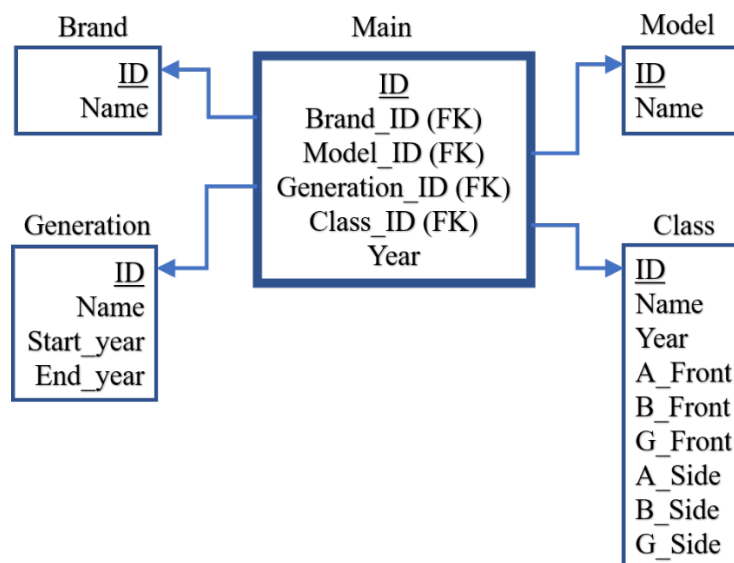 Brand
ID
Name
Main
ID
Brand_ID (FK)
Model_ID (FK)
Generation_ID (FK)
Class_ID (FK)
Year
Model
ID
Name
Generation
ID
Name
Start_year
End_year
Class
ID
Name
Year
A_Front
B_Front
G_Front
A_Side
B_Side
G_Side